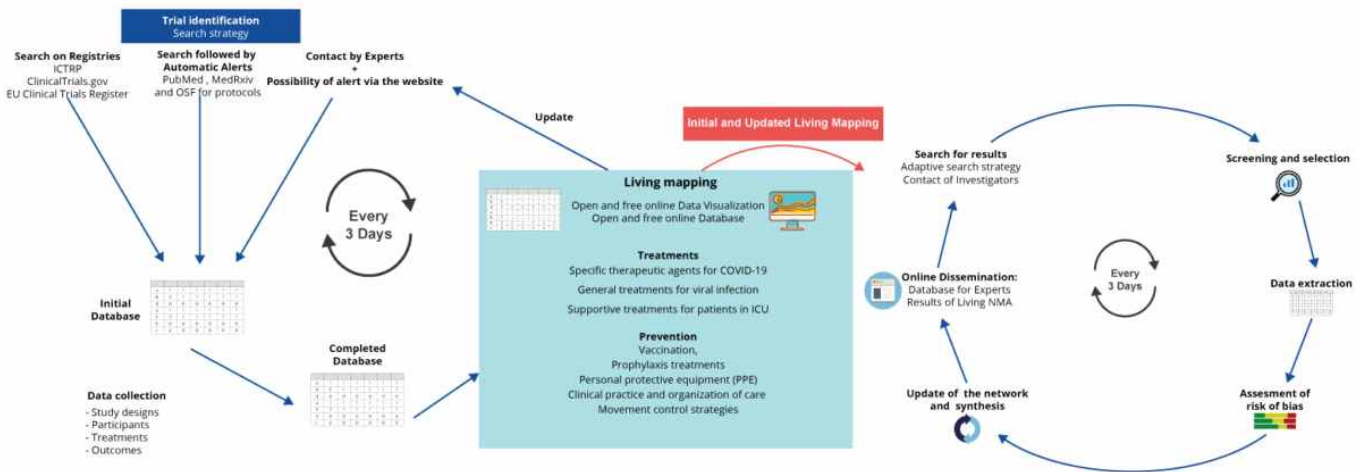 Trial identification
Search strategy
Search on Registries
ICTRP
ClinicalTrials.gov
EU Clinical Trials Register
Search followed by
Automatic Alerts
PubMed , MedRxiv
and OSF for protocols
Contact by Experts
+
Possibility of alert via the website
Update
Every
3 Days
Initial
Database
Completed
Database
Data collection
- Study designs
- Participants
- Treatments
- Outcomes
Initial and Updated Living Mapping
Living mapping
Open and free online Data Visualization
Open and free online Database
Treatments
Specific therapeutic agents for COVID-19
General treatments for viral infection
Supportive treatments for patients in ICU
Prevention
Vaccination,
Prophylaxis treatments
Personal protective equipment (PPE)
Clinical practice and organization of care
Movement control strategies
Search for results
Adaptive search strategy
Contact of Investigators
Screening and selection
Every
3 Days
Data extraction
Assesment of
risk of bias
Update of the network
and synthesis
Online Dissemination:
Database for Experts
Results of Living NMA